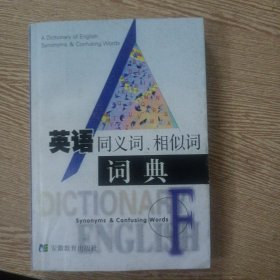 A Dictionary of English
Synonyms & Confusing Words
英语同义词、相似词
词典
DICTIONARY
Synonyms & Confusing Words
ENGLISH
F
安徽教育出版社